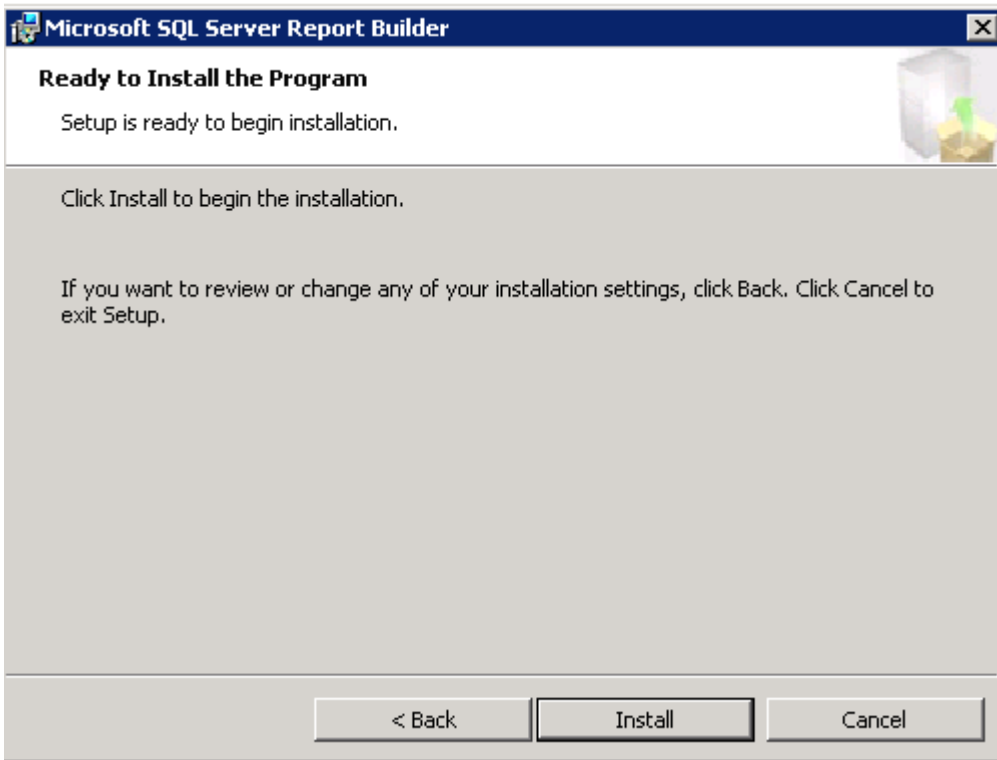 Microsoft SQL Server Report Builder
Ready to Install the Program
Setup is ready to begin installation.
Click Install to begin the installation.
If you want to review or change any of your installation settings, click Back. Click Cancel to
exit Setup.
< Back Install Cancel